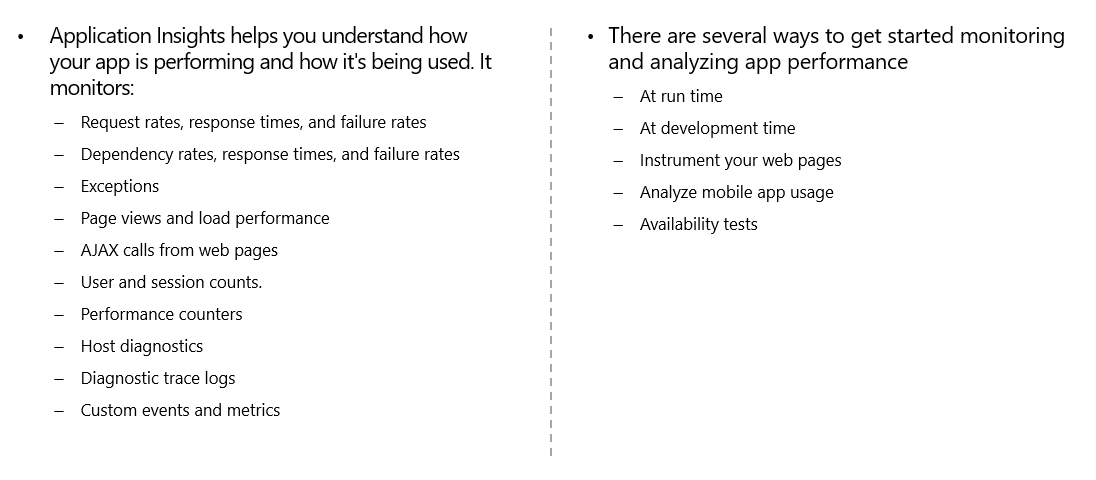 • Application Insights helps you understand how
your app is performing and how it's being used. It
monitors:
– Request rates, response times, and failure rates
– Dependency rates, response times, and failure rates
– Exceptions
– Page views and load performance
– AJAX calls from web pages
– User and session counts.
– Performance counters
– Host diagnostics
– Diagnostic trace logs
– Custom events and metrics
• There are several ways to get started monitoring
and analyzing app performance
– At run time
– At development time
– Instrument your web pages
– Analyze mobile app usage
– Availability tests